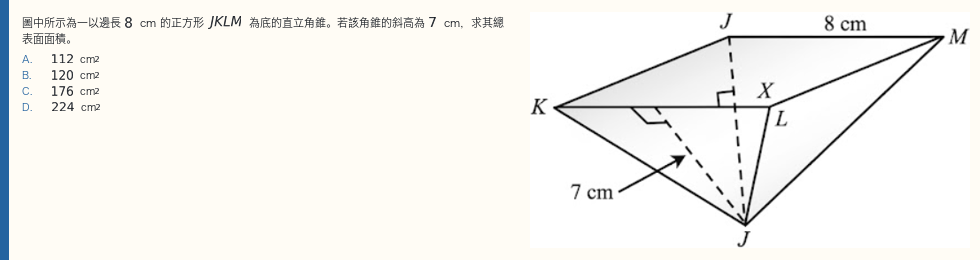 圖中所示為一以邊長 8 cm 的正方形 JKLM 為底的直立角錐。若該角錐的斜高為 7 cm，求其總
表面面積。
A. 112 cm²
B. 120 cm²
C. 176 cm²
D. 224 cm²
J
8 cm
M
X
K
L
7 cm
J